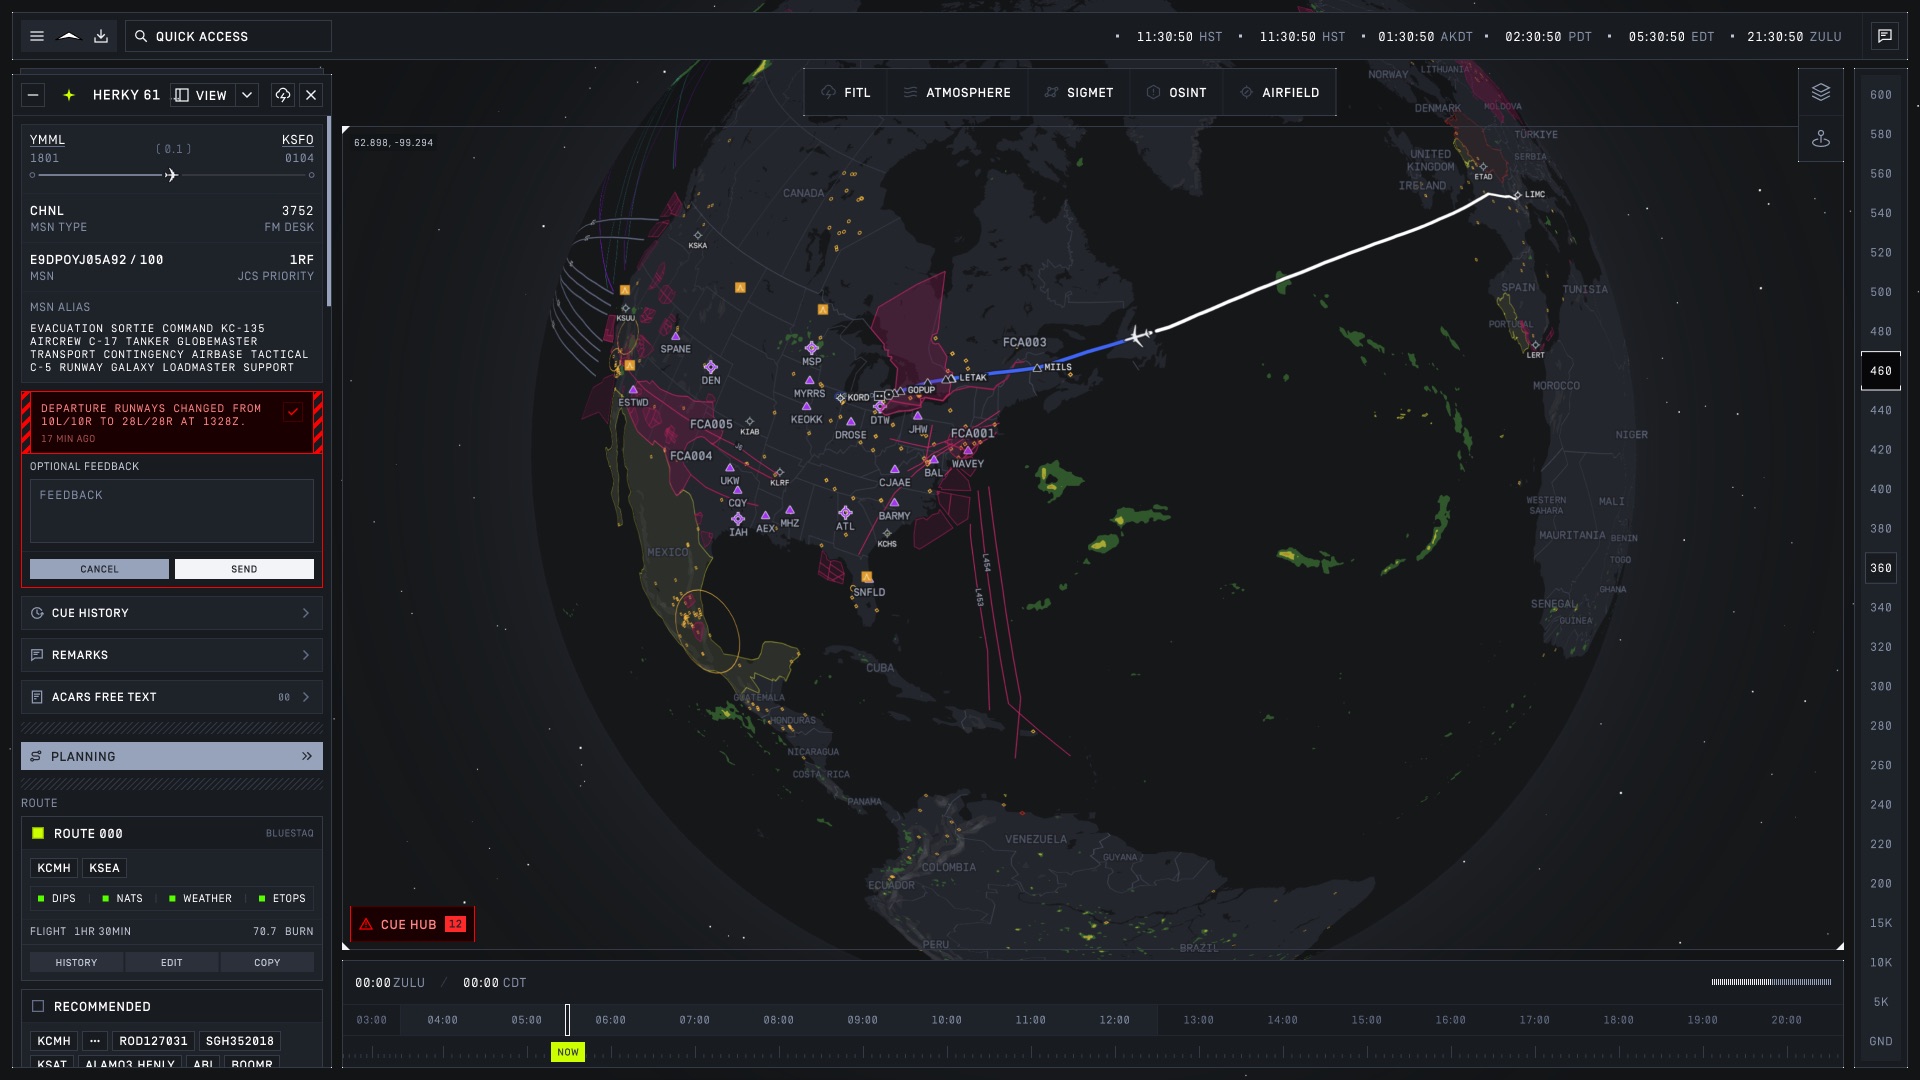 QUICK ACCESS
11:30:50 HST
11:30:50 HST
01:30:50 AKDT
02:30:50 PDT
05:30:50 EDT
21:30:50 ZULU
HERKY 61
VIEW
YMML
(0.1)
KSFO
1801
0104
CHNL
3752
MSN TYPE
FM DESK
E9DPOYJ05A92 / 100
1RF
MSN
JCS PRIORITY
MSN ALIAS
EVACUATION SORTIE COMMAND KC-135
AIRCREW C-17 TANKER GLOBEMASTER
TRANSPORT CONTINGENCY AIRBASE TACTICAL
C-5 RUNWAY GALAXY LOADMASTER SUPPORT
DEPARTURE RUNWAYS CHANGED FROM
10L/10R TO 28L/28R AT 1328Z.
17 MIN AGO
OPTIONAL FEEDBACK
FEEDBACK
CANCEL
SEND
CUE HISTORY
REMARKS
ACARS FREE TEXT
00
PLANNING
ROUTE
ROUTE 000
BLUESTAQ
KCMH
KSEA
DIPS
NATS
WEATHER
ETOPS
FLIGHT 1HR 30MIN
70.7 BURN
HISTORY
EDIT
COPY
RECOMMENDED
KCMH
...
ROD127031
SGH352018
KSAT
ALAMO3.HENLY
ABI
BOOMR
FITL
ATMOSPHERE
SIGMET
OSINT
AIRFIELD
62.898, -99.294
NORWAY
LITHUANIA
DENMARK
MOLDOVA
TÜRKIYE
UNITED
KINGDOM
SERBIA
ETAD
IRELAND
LIMC
CANADA
KSKA
SPAIN
TUNISIA
KSUU
PORTUGAL
LERT
SPANE
MSP
FCA003
DEN
MIILS
LETAK
MOROCCO
MYRRS
KORD
GOPUP
ESTWD
KEOKK
DTW
FCA005
KIAB
DROSE
JHW
FCA001
NIGER
FCA004
WAVEY
BAL
UKW
KLRF
CJAAE
CQY
WESTERN
SAHARA
MALI
IAH
AEX
MHZ
ATL
BARMY
KCHS
MAURITANIA
BENIN
MEXICO
L454
TOGO
SNFLD
L453
GHANA
SENEGAL
GUINEA
CUBA
GUATEMALA
HONDURAS
NICARAGUA
COSTA RICA
PANAMA
VENEZUELA
GUYANA
COLOMBIA
ECUADOR
PERU
BRAZIL
CUE HUB 12
00:00 ZULU / 00:00 CDT
03:00
04:00
05:00
06:00
07:00
08:00
09:00
10:00
11:00
12:00
13:00
14:00
15:00
16:00
17:00
18:00
19:00
20:00
NOW
600
580
560
540
520
500
480
460
440
420
400
380
360
340
320
300
280
260
240
220
200
15K
10K
5K
GND